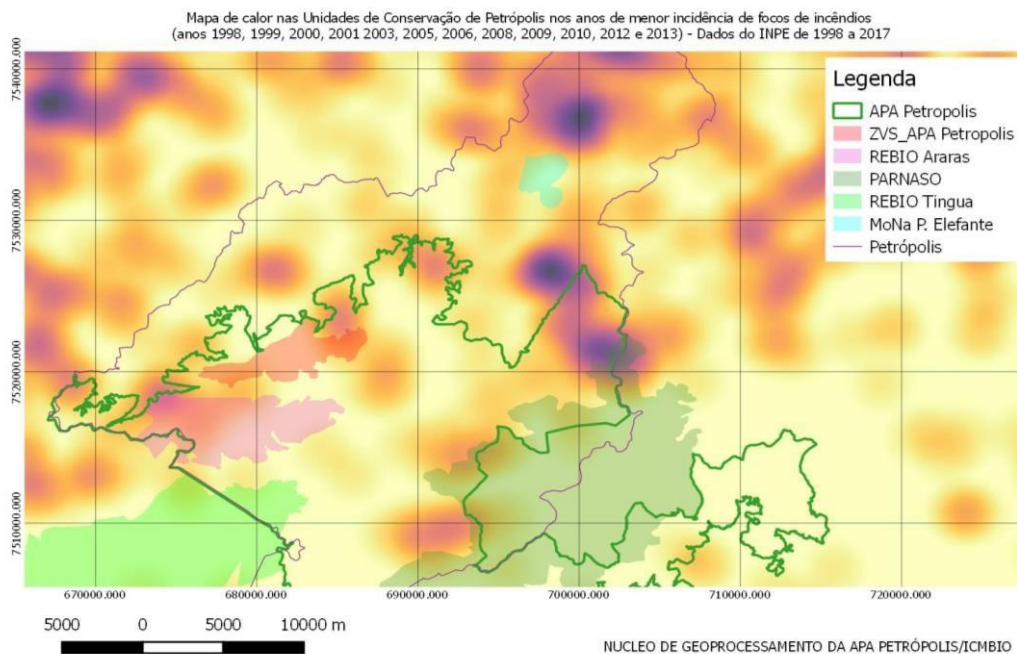 Mapa de calor nas Unidades de Conservação de Petrópolis nos anos de menor incidência de focos de incêndios
(anos 1998, 1999, 2000, 2001 2003, 2005, 2006, 2008, 2009, 2010, 2012 e 2013) - Dados do INPE de 1998 a 2017
7540000.000
7530000.000
7520000.000
7510000.000
Legenda
APA Petropolis
ZVS_APA Petropolis
REBIO Araras
PARNASO
REBIO Tingua
MoNa P. Elefante
Petrópolis
670000.000 680000.000 690000.000 700000.000 710000.000 720000.000
5000 0 5000 10000 m
NUCLEO DE GEOPROCESSAMENTO DA APA PETRÓPOLIS/ICMBIO